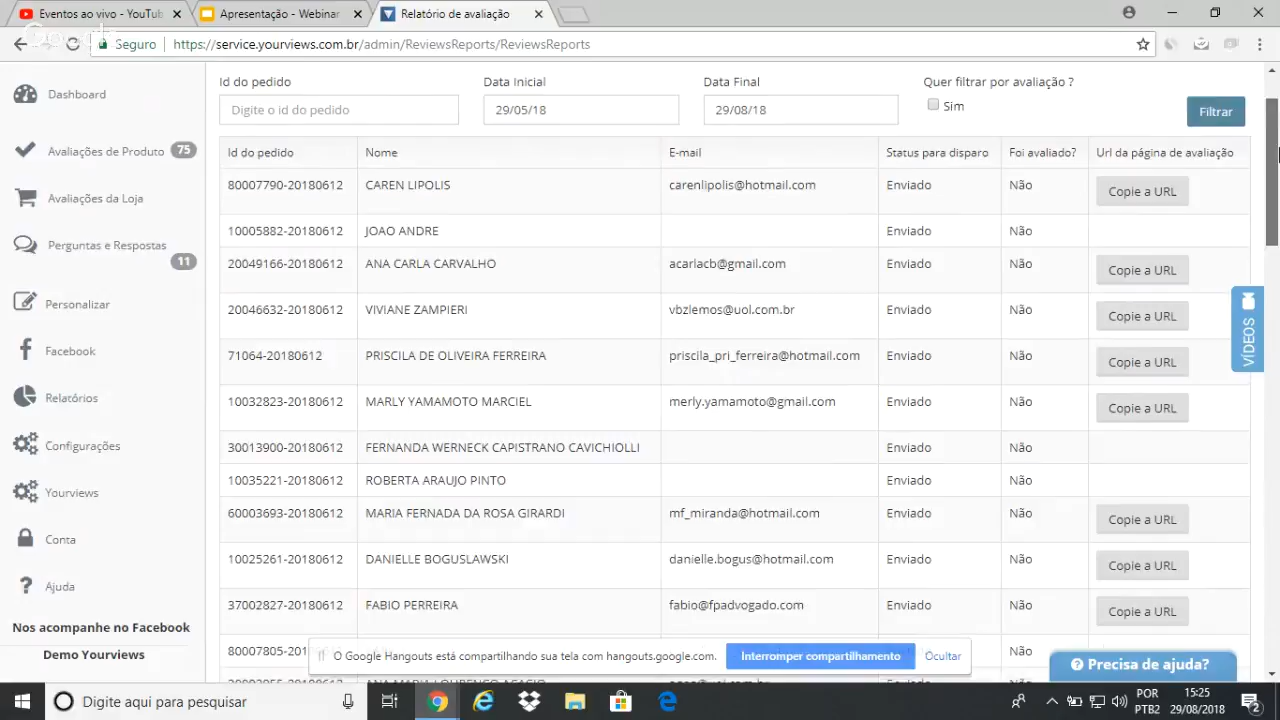 Eventos ao vivo - YouTub
Apresentação - Webinar
Relatório de avaliação
Seguro
https://service.yourviews.com.br/admin/ReviewsReports/ReviewsReports
Dashboard
Avaliações de Produto 75
Avaliações da Loja
Perguntas e Respostas
11
Personalizar
Facebook
Relatórios
Configurações
Yourviews
Conta
Ajuda
Nos acompanhe no Facebook
Demo Yourviews
Id do pedido Data Inicial Data Final Quer filtrar por avaliação ?
Digite o id do pedido 29/05/18 29/08/18 Sim Filtrar
Id do pedido Nome E-mail Status para disparo Foi avaliado? Url da página de avaliação
80007790-20180612 CAREN LIPOLIS carenlipolis@hotmail.com Enviado Não Copie a URL
10005882-20180612 JOAO ANDRE Enviado Não
20049166-20180612 ANA CARLA CARVALHO acarlacb@gmail.com Enviado Não Copie a URL
20046632-20180612 VIVIANE ZAMPIERI vbzlemos@uol.com.br Enviado Não Copie a URL
71064-20180612 PRISCILA DE OLIVEIRA FERREIRA priscila_pri_ferreira@hotmail.com Enviado Não Copie a URL
10032823-20180612 MARLY YAMAMOTO MARCIEL merly.yamamoto@gmail.com Enviado Não Copie a URL
30013900-20180612 FERNANDA WERNECK CAPISTRANO CAVICHIOLLI Enviado Não
10035221-20180612 ROBERTA ARAUJO PINTO Enviado Não
60003693-20180612 MARIA FERNADA DA ROSA GIRARDI mf_miranda@hotmail.com Enviado Não Copie a URL
10025261-20180612 DANIELLE BOGUSLAWSKI danielle.bogus@hotmail.com Enviado Não Copie a URL
37002827-20180612 FABIO PERREIRA fabio@fpadvogado.com Enviado Não Copie a URL
VÍDEOS
O Google Hangouts está compartilhando sua tela com hangouts.google.com. Interromper compartilhamento Ocultar
Precisa de ajuda?
Digite aqui para pesquisar
POR
PTB2
15:25
29/08/2018
2